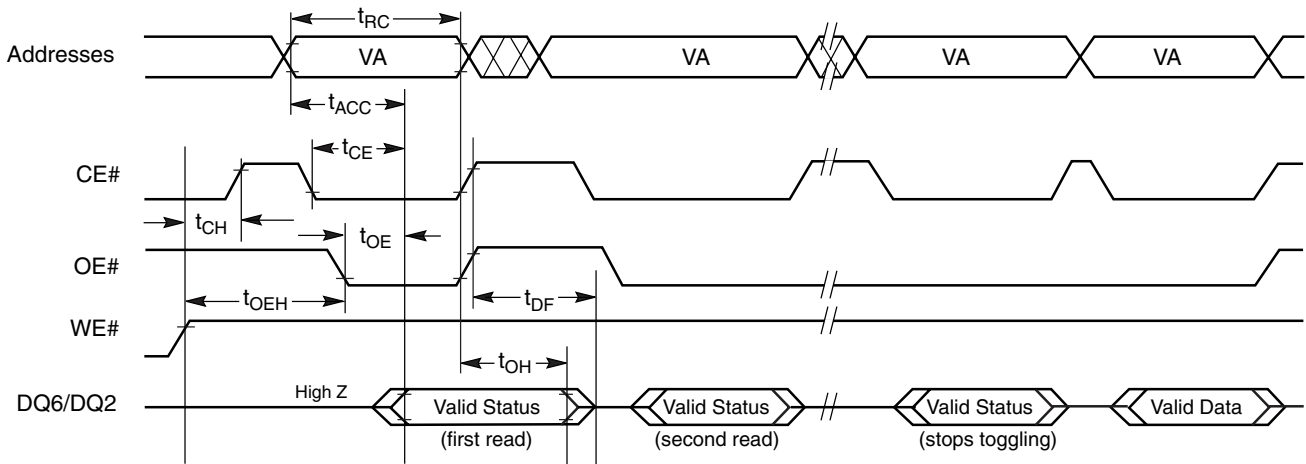 tRC
Addresses VA VA VA VA
tACC
tCE
CE#
tCH
tOE
OE#
tOEH
tDF
WE#
tOH
High Z
DQ6/DQ2 Valid Status Valid Status Valid Status Valid Data
(first read) (second read) (stops toggling)